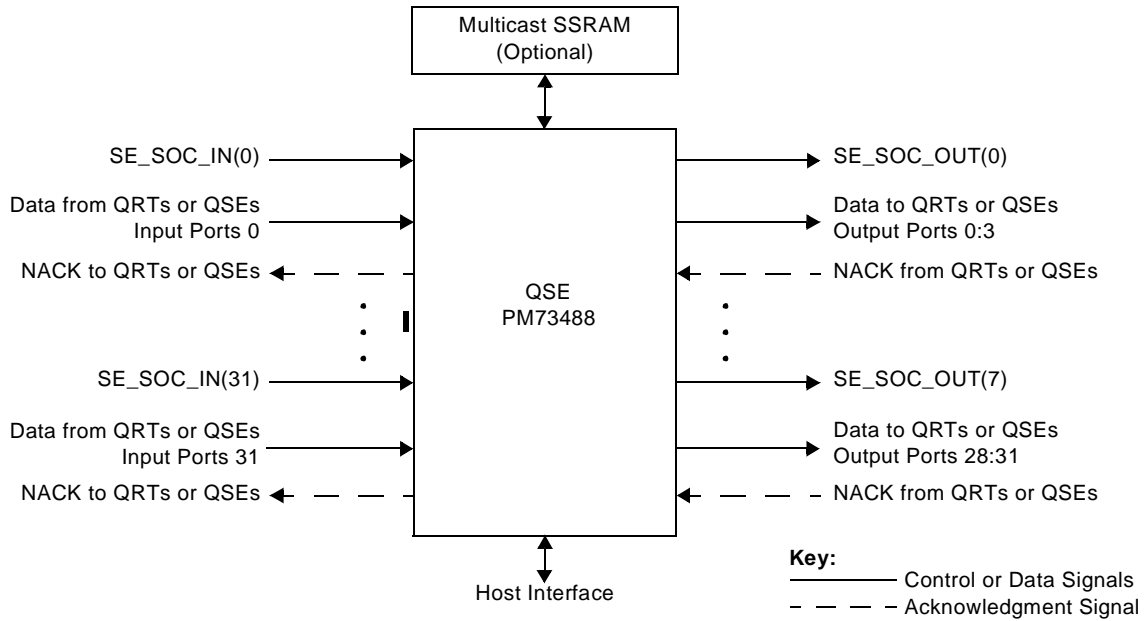 Multicast SSRAM
(Optional)
SE_SOC_IN(0)
Data from QRTs or QSEs
Input Ports 0
NACK to QRTs or QSEs
SE_SOC_IN(31)
Data from QRTs or QSEs
Input Ports 31
NACK to QRTs or QSEs
QSE
PM73488
SE_SOC_OUT(0)
Data to QRTs or QSEs
Output Ports 0:3
NACK from QRTs or QSEs
SE_SOC_OUT(7)
Data to QRTs or QSEs
Output Ports 28:31
NACK from QRTs or QSEs
Host Interface
Key:
Control or Data Signals
Acknowledgment Signal